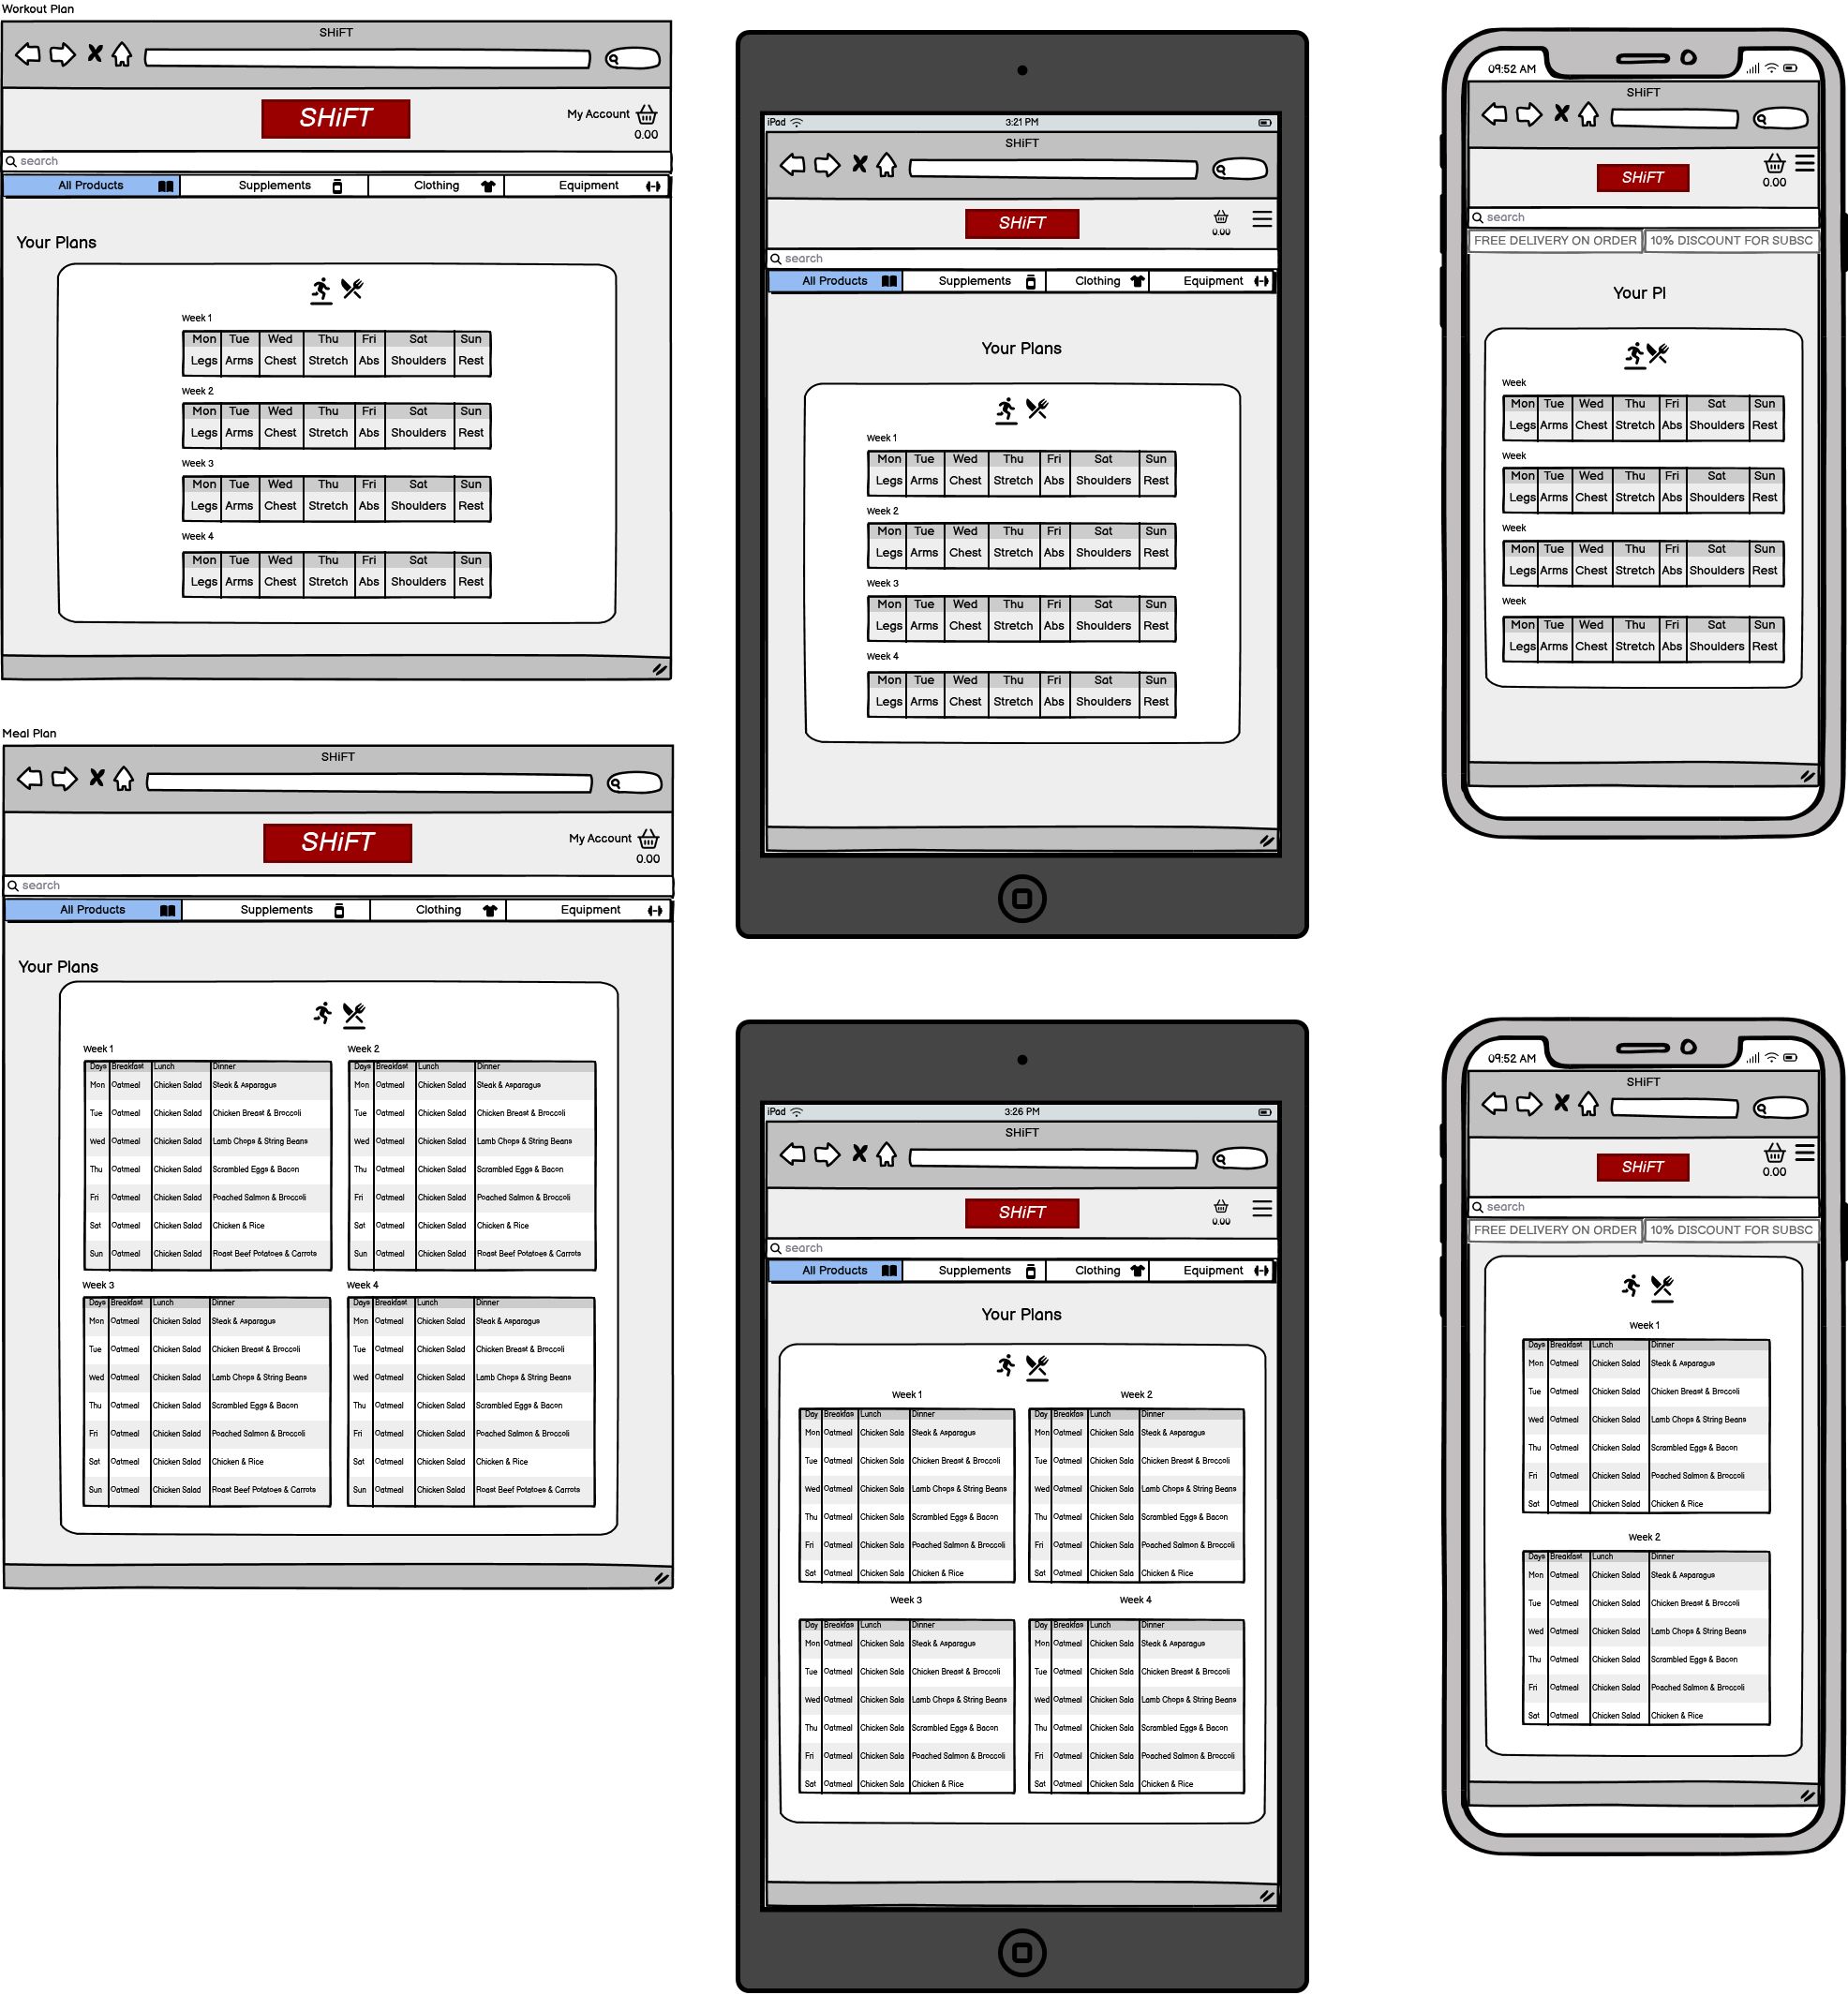 Workout Plan
SHiFT
SHiFT
My Account
0.00
search
All Products Supplements Clothing Equipment
Your Plans
Week 1
Mon Tue Wed Thu Fri Sat Sun
Legs Arms Chest Stretch Abs Shoulders Rest
Week 2
Mon Tue Wed Thu Fri Sat Sun
Legs Arms Chest Stretch Abs Shoulders Rest
Week 3
Mon Tue Wed Thu Fri Sat Sun
Legs Arms Chest Stretch Abs Shoulders Rest
Week 4
Mon Tue Wed Thu Fri Sat Sun
Legs Arms Chest Stretch Abs Shoulders Rest
iPad 3:21 PM
SHiFT
SHiFT
0.00
search
All Products Supplements Clothing Equipment
Your Plans
Week 1
Mon Tue Wed Thu Fri Sat Sun
Legs Arms Chest Stretch Abs Shoulders Rest
Week 2
Mon Tue Wed Thu Fri Sat Sun
Legs Arms Chest Stretch Abs Shoulders Rest
Week 3
Mon Tue Wed Thu Fri Sat Sun
Legs Arms Chest Stretch Abs Shoulders Rest
Week 4
Mon Tue Wed Thu Fri Sat Sun
Legs Arms Chest Stretch Abs Shoulders Rest
09:52 AM
SHiFT
SHiFT
0.00
search
FREE DELIVERY ON ORDER 10% DISCOUNT FOR SUBSC
Your Pl
Week
Mon Tue Wed Thu Fri Sat Sun
Legs Arms Chest Stretch Abs Shoulders Rest
Week
Mon Tue Wed Thu Fri Sat Sun
Legs Arms Chest Stretch Abs Shoulders Rest
Week
Mon Tue Wed Thu Fri Sat Sun
Legs Arms Chest Stretch Abs Shoulders Rest
Week
Mon Tue Wed Thu Fri Sat Sun
Legs Arms Chest Stretch Abs Shoulders Rest
Meal Plan
SHiFT
SHiFT
My Account
0.00
search
All Products Supplements Clothing Equipment
Your Plans
Week 1
Days Breakfast Lunch Dinner
Mon Oatmeal Chicken Salad Steak & Asparagus
Tue Oatmeal Chicken Salad Chicken Breast & Broccoli
Wed Oatmeal Chicken Salad Lamb Chops & String Beans
Thu Oatmeal Chicken Salad Scrambled Eggs & Bacon
Fri Oatmeal Chicken Salad Poached Salmon & Broccoli
Sat Oatmeal Chicken Salad Chicken & Rice
Sun Oatmeal Chicken Salad Roast Beef Potatoes & Carrots
Week 2
Days Breakfast Lunch Dinner
Mon Oatmeal Chicken Salad Steak & Asparagus
Tue Oatmeal Chicken Salad Chicken Breast & Broccoli
Wed Oatmeal Chicken Salad Lamb Chops & String Beans
Thu Oatmeal Chicken Salad Scrambled Eggs & Bacon
Fri Oatmeal Chicken Salad Poached Salmon & Broccoli
Sat Oatmeal Chicken Salad Chicken & Rice
Sun Oatmeal Chicken Salad Roast Beef Potatoes & Carrots
Week 3
Days Breakfast Lunch Dinner
Mon Oatmeal Chicken Salad Steak & Asparagus
Tue Oatmeal Chicken Salad Chicken Breast & Broccoli
Wed Oatmeal Chicken Salad Lamb Chops & String Beans
Thu Oatmeal Chicken Salad Scrambled Eggs & Bacon
Fri Oatmeal Chicken Salad Poached Salmon & Broccoli
Sat Oatmeal Chicken Salad Chicken & Rice
Sun Oatmeal Chicken Salad Roast Beef Potatoes & Carrots
Week 4
Days Breakfast Lunch Dinner
Mon Oatmeal Chicken Salad Steak & Asparagus
Tue Oatmeal Chicken Salad Chicken Breast & Broccoli
Wed Oatmeal Chicken Salad Lamb Chops & String Beans
Thu Oatmeal Chicken Salad Scrambled Eggs & Bacon
Fri Oatmeal Chicken Salad Poached Salmon & Broccoli
Sat Oatmeal Chicken Salad Chicken & Rice
Sun Oatmeal Chicken Salad Roast Beef Potatoes & Carrots
iPad 3:26 PM
SHiFT
SHiFT
0.00
search
All Products Supplements Clothing Equipment
Your Plans
Week 1
Day Breakfas Lunch Dinner
Mon Oatmeal Chicken Sala Steak & Asparagus
Tue Oatmeal Chicken Sala Chicken Breast & Broccoli
Wed Oatmeal Chicken Sala Lamb Chops & String Beans
Thu Oatmeal Chicken Sala Scrambled Eggs & Bacon
Fri Oatmeal Chicken Sala Poached Salmon & Broccoli
Sat Oatmeal Chicken Sala Chicken & Rice
Week 2
Day Breakfas Lunch Dinner
Mon Oatmeal Chicken Sala Steak & Asparagus
Tue Oatmeal Chicken Sala Chicken Breast & Broccoli
Wed Oatmeal Chicken Sala Lamb Chops & String Beans
Thu Oatmeal Chicken Sala Scrambled Eggs & Bacon
Fri Oatmeal Chicken Sala Poached Salmon & Broccoli
Sat Oatmeal Chicken Sala Chicken & Rice
Week 3
Day Breakfas Lunch Dinner
Mon Oatmeal Chicken Sala Steak & Asparagus
Tue Oatmeal Chicken Sala Chicken Breast & Broccoli
Wed Oatmeal Chicken Sala Lamb Chops & String Beans
Thu Oatmeal Chicken Sala Scrambled Eggs & Bacon
Fri Oatmeal Chicken Sala Poached Salmon & Broccoli
Sat Oatmeal Chicken Sala Chicken & Rice
Week 4
Day Breakfas Lunch Dinner
Mon Oatmeal Chicken Sala Steak & Asparagus
Tue Oatmeal Chicken Sala Chicken Breast & Broccoli
Wed Oatmeal Chicken Sala Lamb Chops & String Beans
Thu Oatmeal Chicken Sala Scrambled Eggs & Bacon
Fri Oatmeal Chicken Sala Poached Salmon & Broccoli
Sat Oatmeal Chicken Sala Chicken & Rice
09:52 AM
SHiFT
SHiFT
0.00
search
FREE DELIVERY ON ORDER 10% DISCOUNT FOR SUBSC
Week 1
Days Breakfast Lunch Dinner
Mon Oatmeal Chicken Salad Steak & Asparagus
Tue Oatmeal Chicken Salad Chicken Breast & Broccoli
Wed Oatmeal Chicken Salad Lamb Chops & String Beans
Thu Oatmeal Chicken Salad Scrambled Eggs & Bacon
Fri Oatmeal Chicken Salad Poached Salmon & Broccoli
Sat Oatmeal Chicken Salad Chicken & Rice
Week 2
Days Breakfast Lunch Dinner
Mon Oatmeal Chicken Salad Steak & Asparagus
Tue Oatmeal Chicken Salad Chicken Breast & Broccoli
Wed Oatmeal Chicken Salad Lamb Chops & String Beans
Thu Oatmeal Chicken Salad Scrambled Eggs & Bacon
Fri Oatmeal Chicken Salad Poached Salmon & Broccoli
Sat Oatmeal Chicken Salad Chicken & Rice